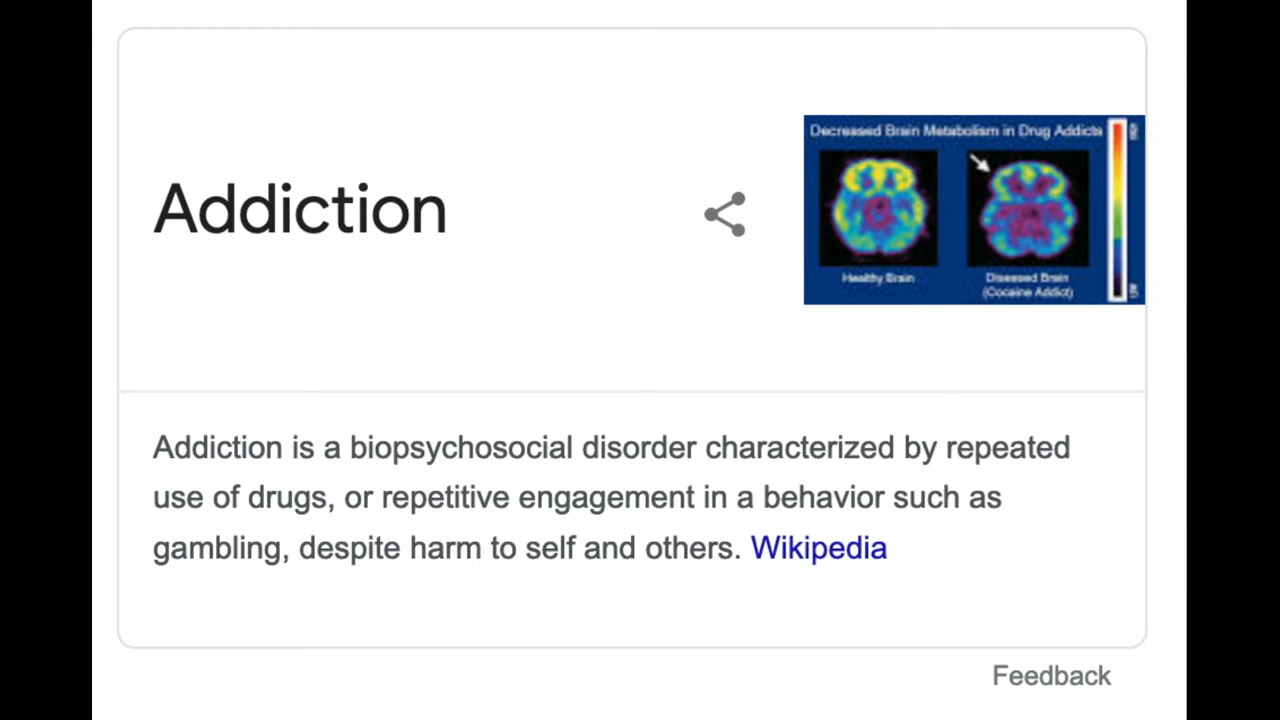 Addiction
Decreased Brain Metabolism in Drug Addicts
Healthy Brain
Diseased Brain
(Cocaine Addict)
Addiction is a biopsychosocial disorder characterized by repeated
use of drugs, or repetitive engagement in a behavior such as
gambling, despite harm to self and others. Wikipedia
Feedback